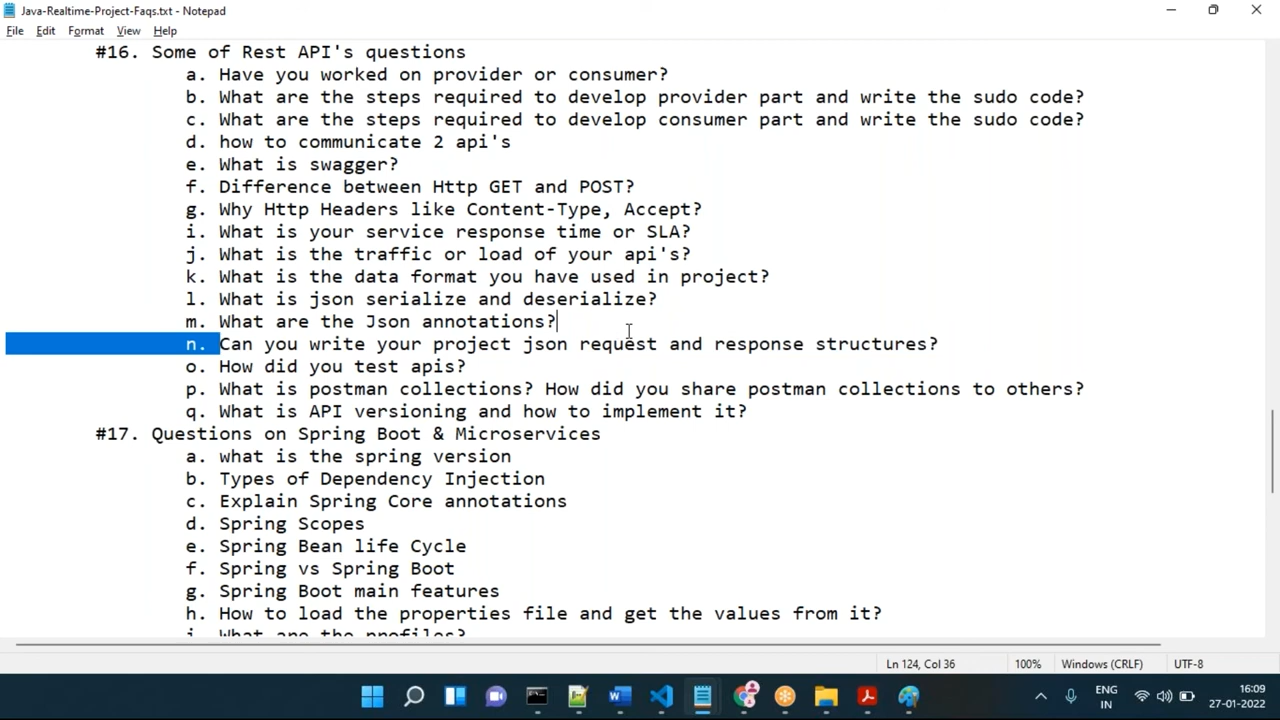 Java-Realtime-Project-Faqs.txt - Notepad
File Edit Format View Help
#16. Some of Rest API's questions
a. Have you worked on provider or consumer?
b. What are the steps required to develop provider part and write the sudo code?
c. What are the steps required to develop consumer part and write the sudo code?
d. how to communicate 2 api's
e. What is swagger?
f. Difference between Http GET and POST?
g. Why Http Headers like Content-Type, Accept?
i. What is your service response time or SLA?
j. What is the traffic or load of your api's?
k. What is the data format you have used in project?
l. What is json serialize and deserialize?
m. What are the Json annotations?
n. Can you write your project json request and response structures?
o. How did you test apis?
p. What is postman collections? How did you share postman collections to others?
q. What is API versioning and how to implement it?
#17. Questions on Spring Boot & Microservices
a. what is the spring version
b. Types of Dependency Injection
c. Explain Spring Core annotations
d. Spring Scopes
e. Spring Bean life Cycle
f. Spring vs Spring Boot
g. Spring Boot main features
h. How to load the properties file and get the values from it?
i. What are the profiles?
Ln 124, Col 36 100% Windows (CRLF) UTF-8
ENG
IN
16:09
27-01-2022